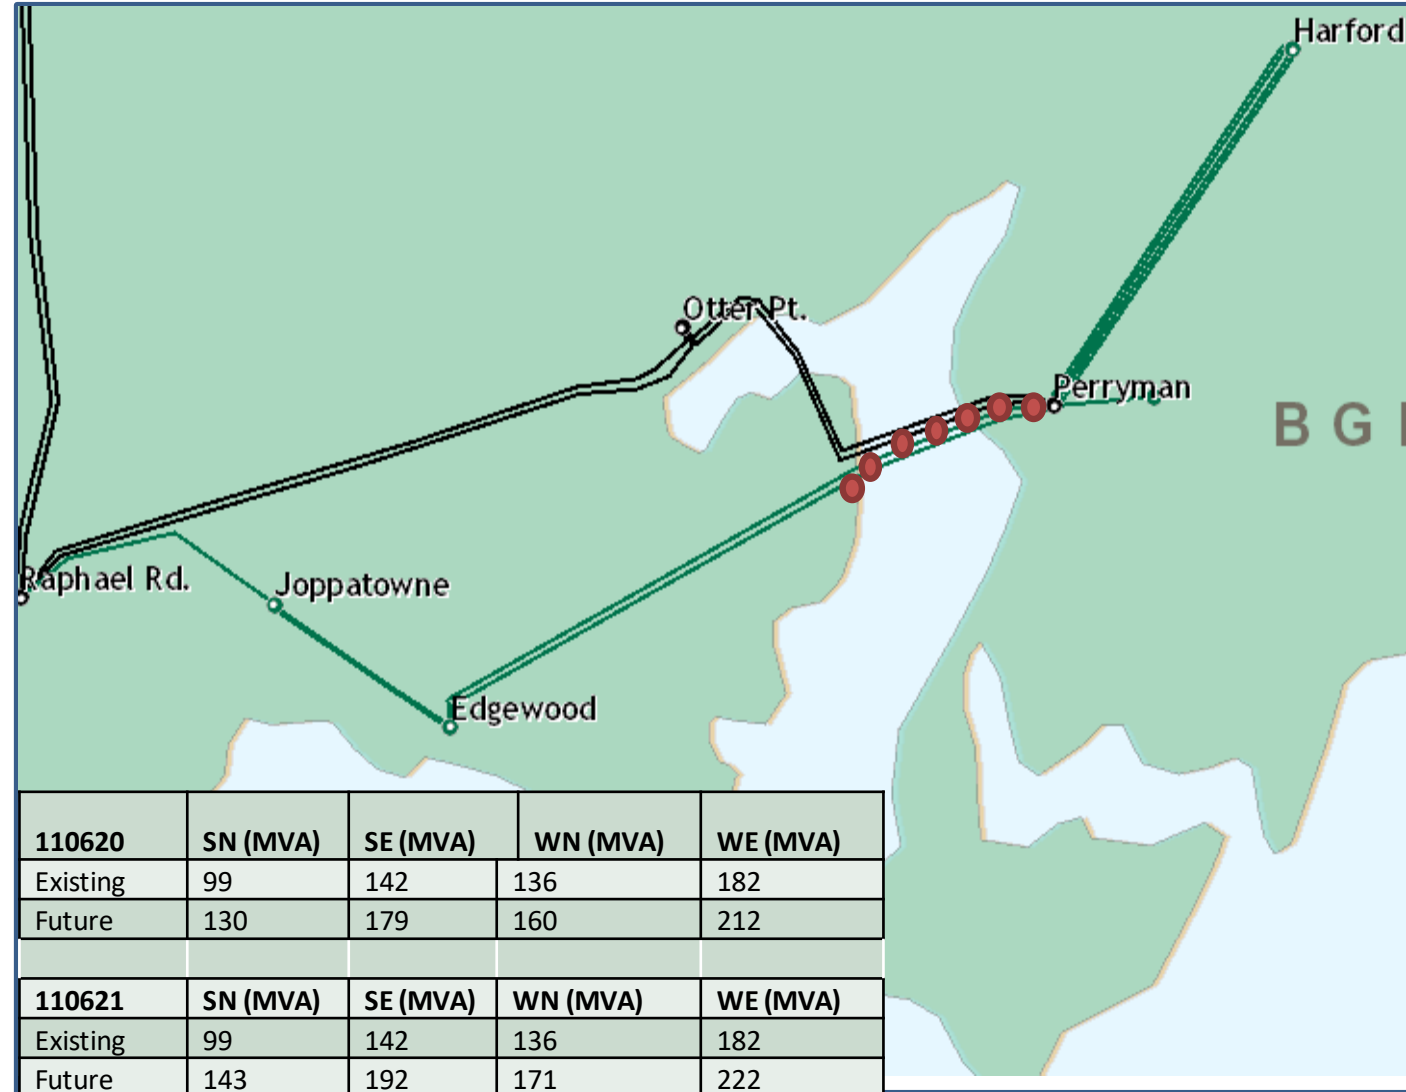 Harford
Otter Pt.
Perryman
B G
Raphael Rd.
Joppatowne
Edgewood
110620 SN (MVA) SE (MVA) WN (MVA) WE (MVA)
Existing 99 142 136 182
Future 130 179 160 212
110621 SN (MVA) SE (MVA) WN (MVA) WE (MVA)
Existing 99 142 136 182
Future 143 192 171 222